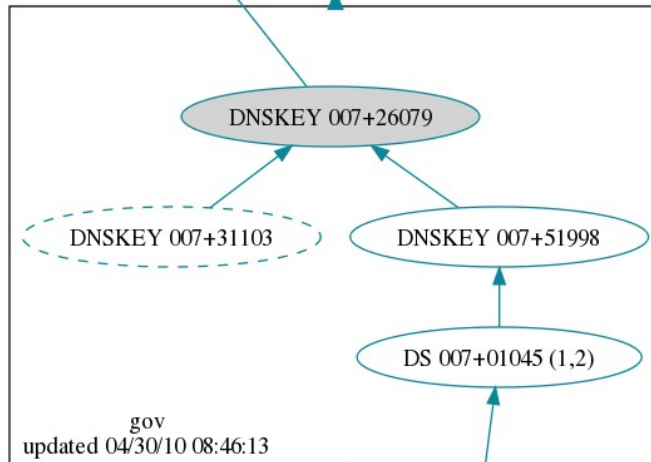 DNSKEY 007+26079
DNSKEY 007+31103
DNSKEY 007+51998
DS 007+01045 (1,2)
gov
updated 04/30/10 08:46:13